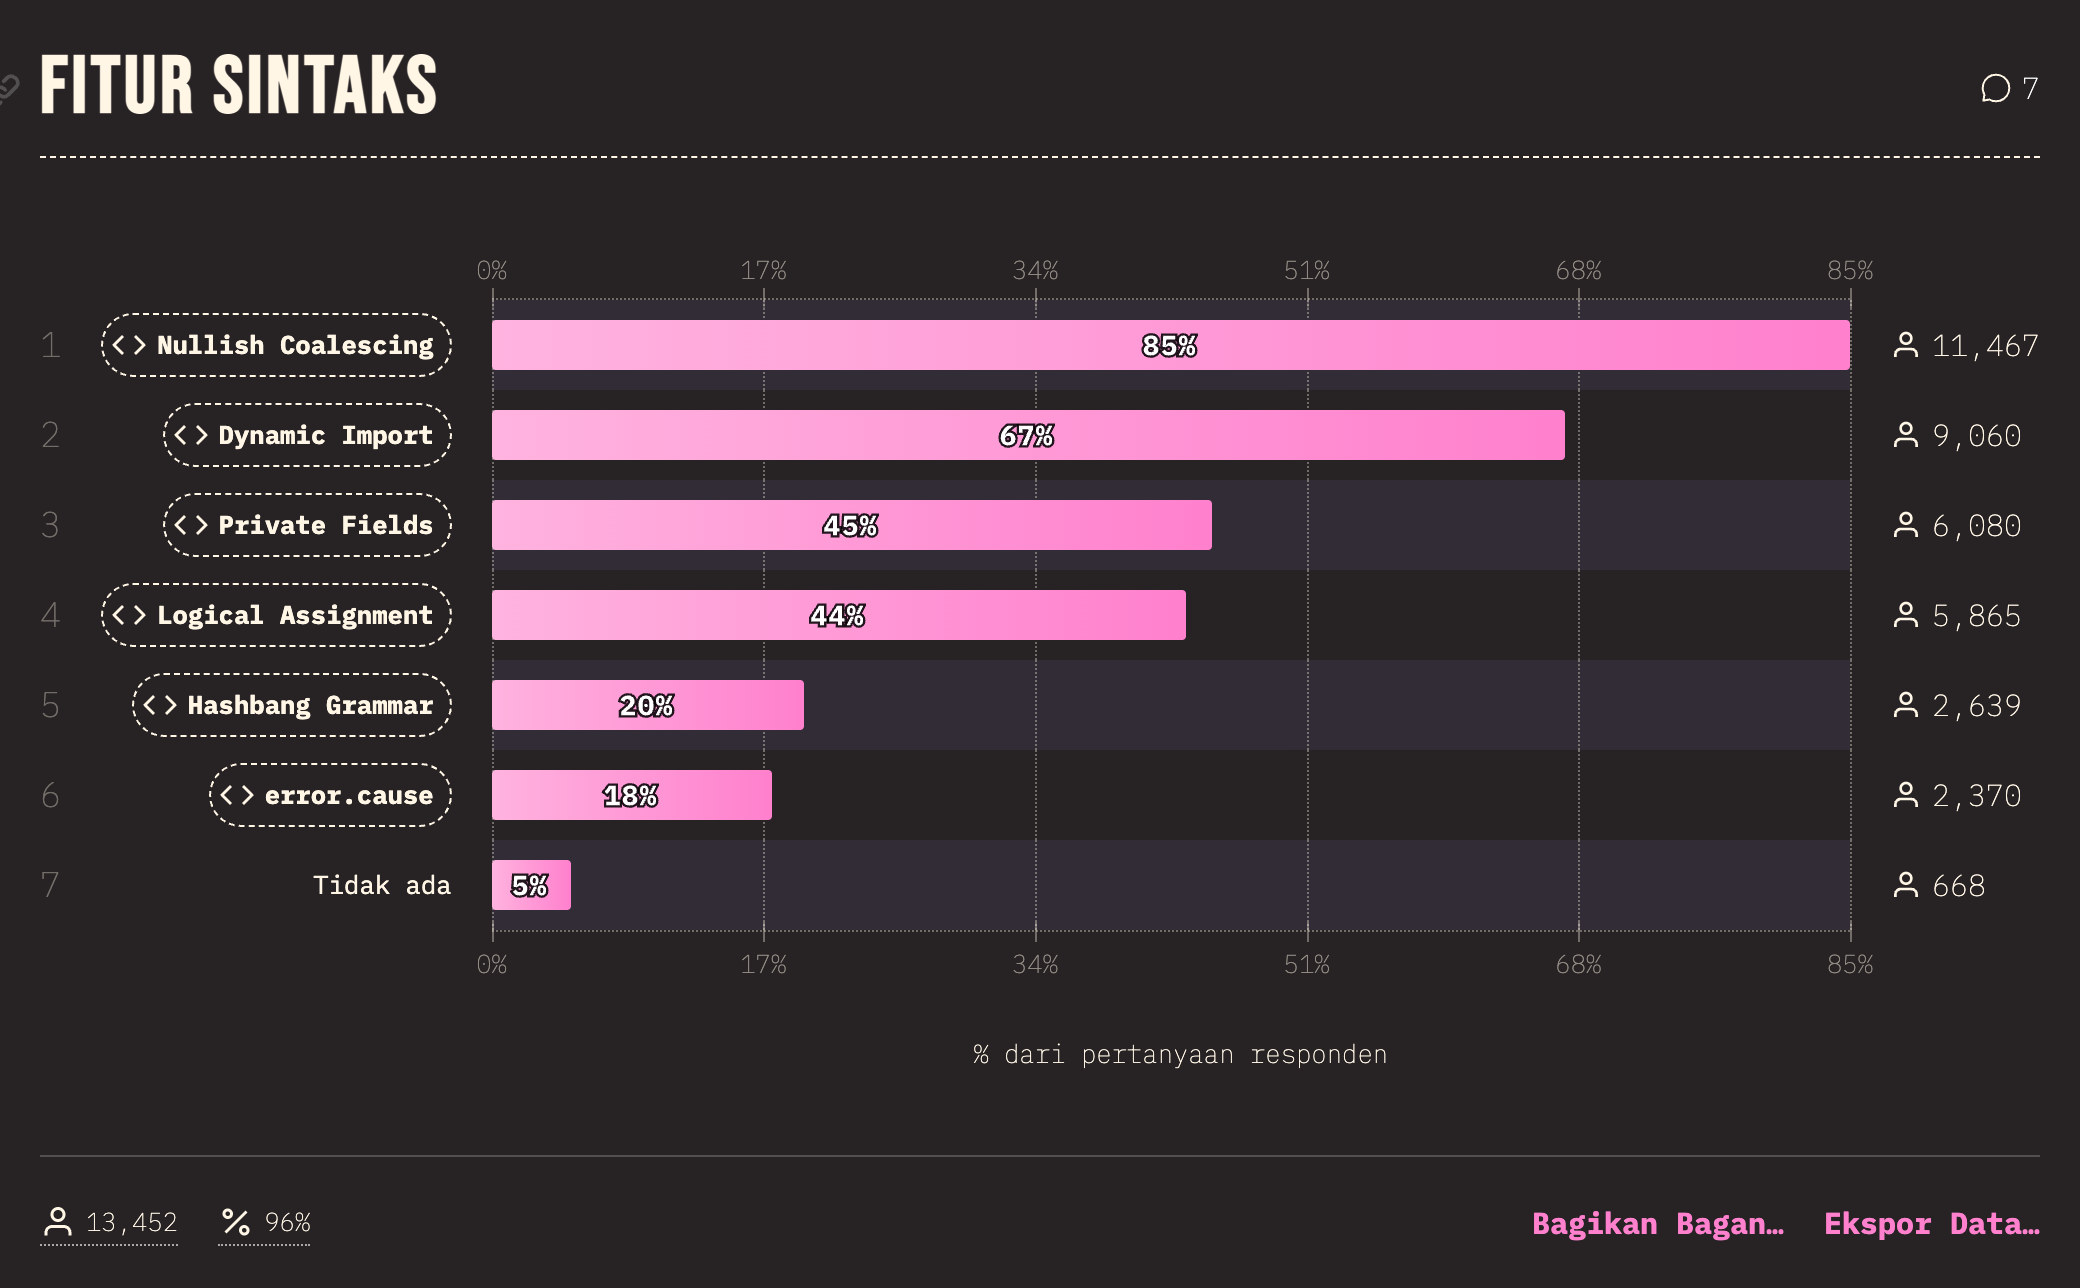 FITUR SINTAKS
7
0% 17% 34% 51% 68% 85%
1 <> Nullish Coalescing 85% 11,467
2 <> Dynamic Import 67% 9,060
3 <> Private Fields 45% 6,080
4 <> Logical Assignment 44% 5,865
5 <> Hashbang Grammar 20% 2,639
6 <> error.cause 18% 2,370
7 Tidak ada 5% 668
0% 17% 34% 51% 68% 85%
% dari pertanyaan responden
13,452 % 96% Bagikan Bagan… Ekspor Data…